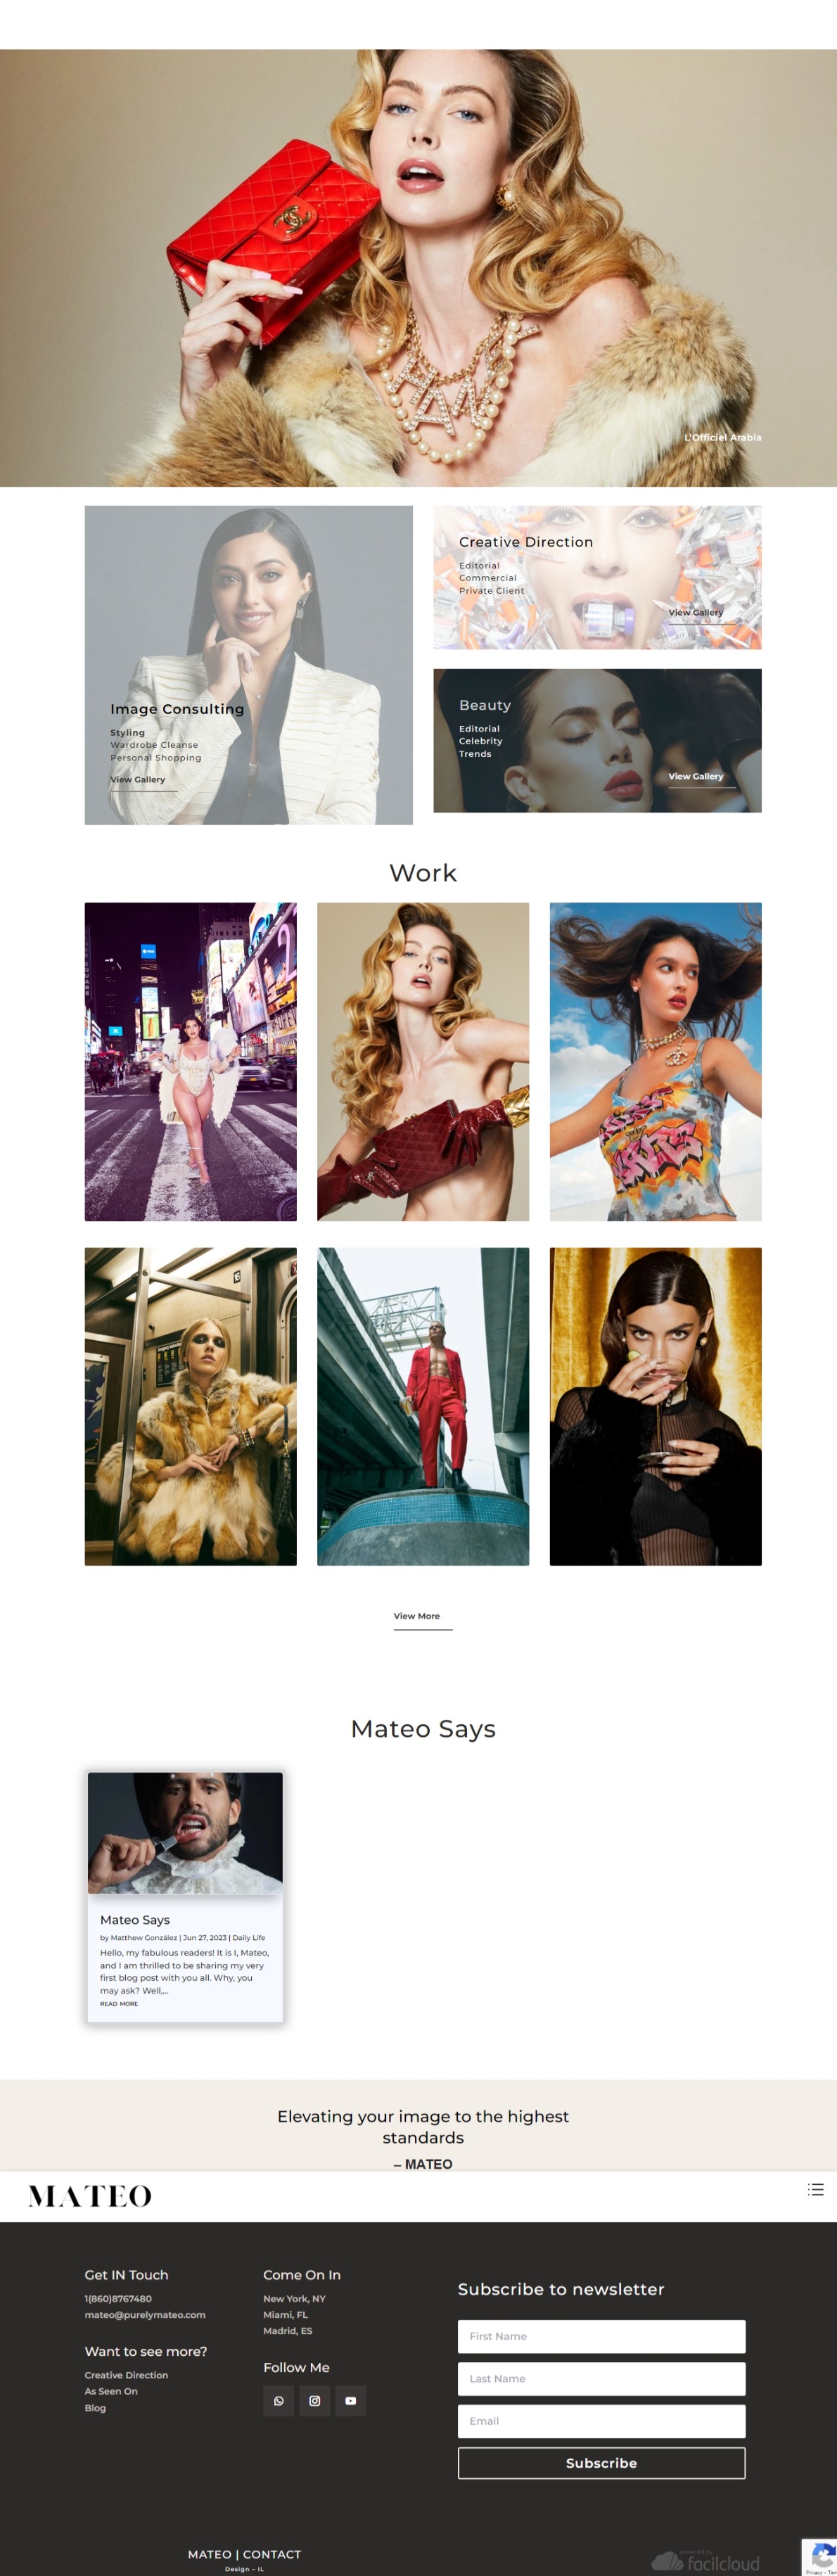 L'Officiel Arabia
Image Consulting
Styling
Wardrobe Cleanse
Personal Shopping
View Gallery
Creative Direction
Editorial
Commercial
Private Client
View Gallery
Beauty
Editorial
Celebrity
Trends
View Gallery
Work
View More
Mateo Says
Mateo Says
by Matthew González | Jun 27, 2023 | Daily Life
Hello, my fabulous readers! It is I, Mateo,
and I am thrilled to be sharing my very
first blog post with you all. Why, you
may ask? Well,...
READ MORE
Elevating your image to the highest
standards
– MATEO
MATEO
Get IN Touch
1(860)8767480
mateo@purelymateo.com
Want to see more?
Creative Direction
As Seen On
Blog
Come On In
New York, NY
Miami, FL
Madrid, ES
Follow Me
Subscribe to newsletter
First Name
Last Name
Email
Subscribe
MATEO | CONTACT
Design – IL
powered by
facilcloud
Privacy